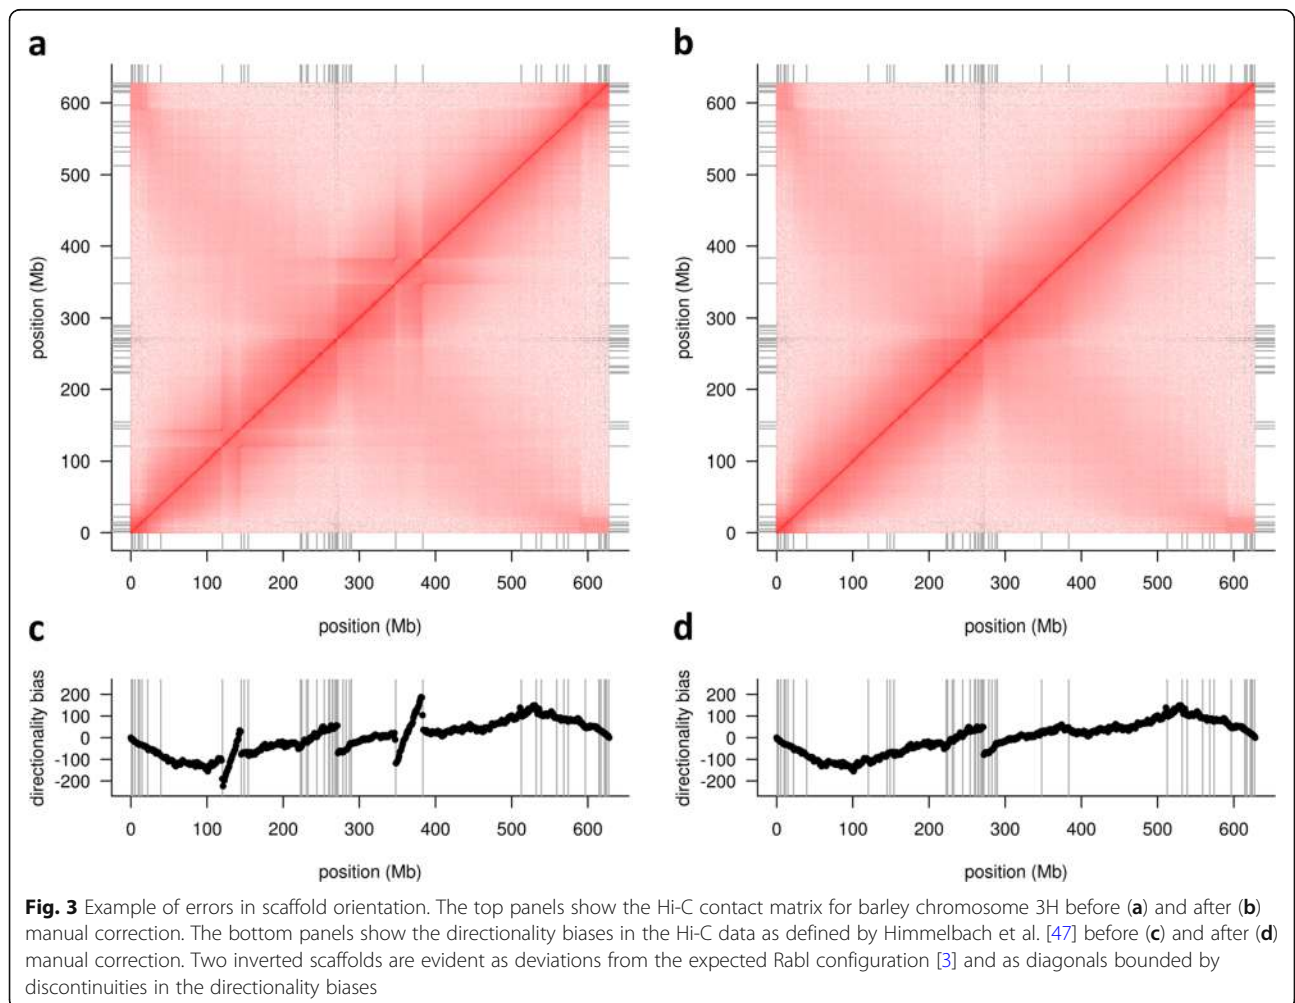 a
b
600
500
400
300
200
100
0
position (Mb)
0 100 200 300 400 500 600
position (Mb)
600
500
400
300
200
100
0
position (Mb)
0 100 200 300 400 500 600
position (Mb)
c
d
200
100
0
-100
-200
directionality bias
0 100 200 300 400 500 600
position (Mb)
200
100
0
-100
-200
directionality bias
0 100 200 300 400 500 600
position (Mb)
Fig. 3 Example of errors in scaffold orientation. The top panels show the Hi-C contact matrix for barley chromosome 3H before (a) and after (b)
manual correction. The bottom panels show the directionality biases in the Hi-C data as defined by Himmelbach et al. [47] before (c) and after (d)
manual correction. Two inverted scaffolds are evident as deviations from the expected Rabl configuration [3] and as diagonals bounded by
discontinuities in the directionality biases